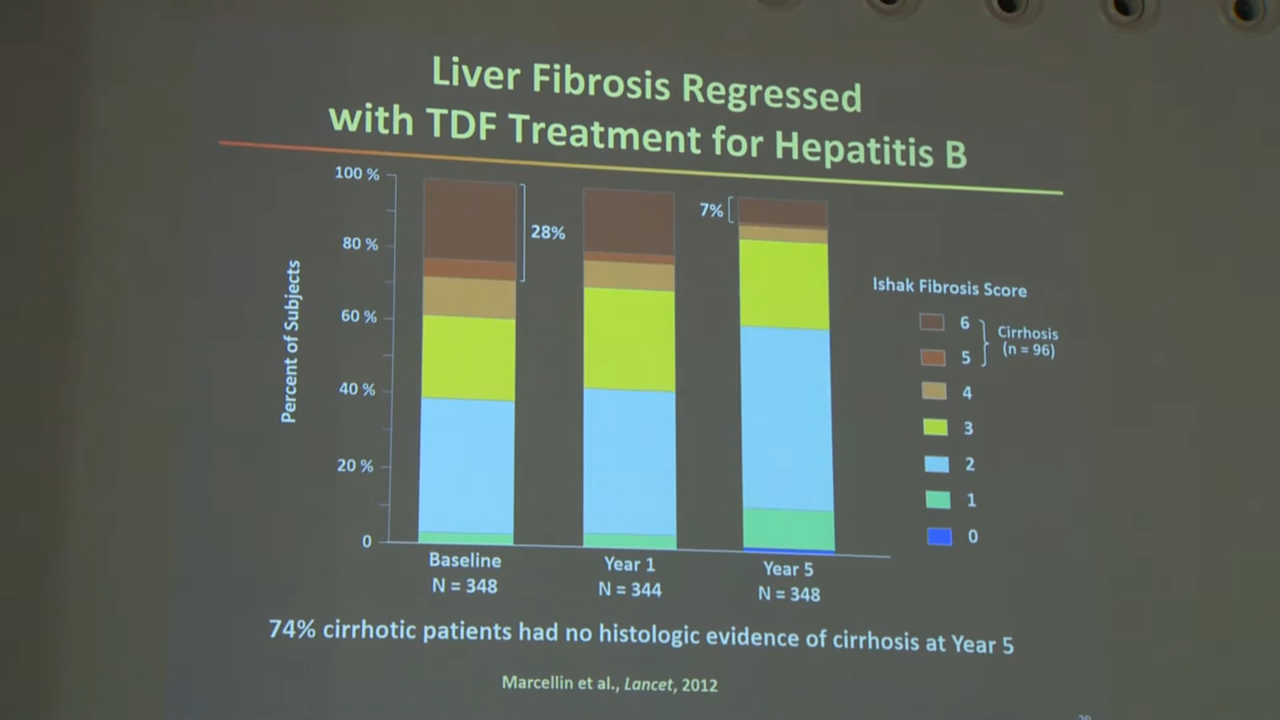 Liver Fibrosis Regressed
with TDF Treatment for Hepatitis B
100 %
80 %
60 %
40 %
20 %
0
Percent of Subjects
28%
7%
Baseline
N = 348
Year 1
N = 344
Year 5
N = 348
Ishak Fibrosis Score
6
5
Cirrhosis
(n = 96)
4
3
2
1
0
74% cirrhotic patients had no histologic evidence of cirrhosis at Year 5
Marcellin et al., Lancet, 2012